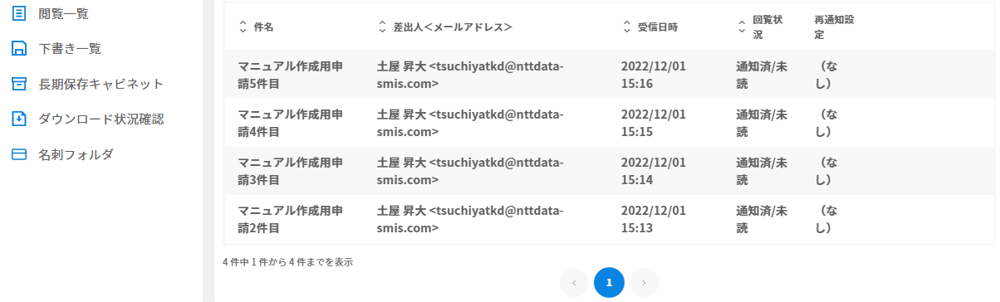 閲覧一覧
下書き一覧
長期保存キャビネット
ダウンロード状況確認
名刺フォルダ
件名
差出人＜メールアドレス＞
受信日時
回覧状
況
再通知設
定
マニュアル作成用申
請5件目
土屋 昇大 <tsuchiyatkd@nttdata-
smis.com>
2022/12/01
15:16
通知済/未
読
（な
し）
マニュアル作成用申
請4件目
土屋 昇大 <tsuchiyatkd@nttdata-
smis.com>
2022/12/01
15:15
通知済/未
読
（な
し）
マニュアル作成用申
請3件目
土屋 昇大 <tsuchiyatkd@nttdata-
smis.com>
2022/12/01
15:14
通知済/未
読
（な
し）
マニュアル作成用申
請2件目
土屋 昇大 <tsuchiyatkd@nttdata-
smis.com>
2022/12/01
15:13
通知済/未
読
（な
し）
4 件中 1 件から 4 件までを表示
‹ 1 ›